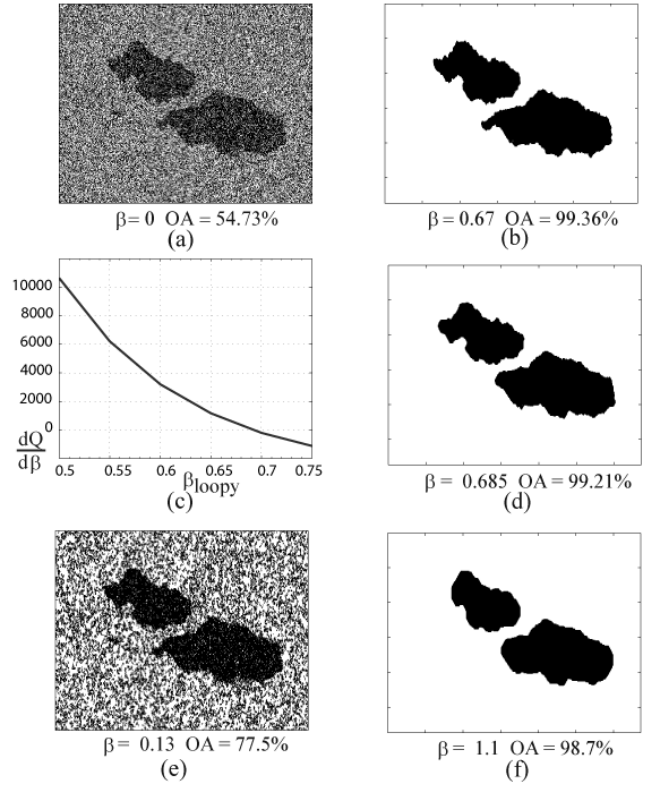 β = 0 OA = 54.73%
(a)
β = 0.67 OA = 99.36%
(b)
10000
8000
6000
4000
2000
0
dQ
dβ
0.5 0.55 0.6 0.65 0.7 0.75
βloopy
(c)
β = 0.685 OA = 99.21%
(d)
β = 0.13 OA = 77.5%
(e)
β = 1.1 OA = 98.7%
(f)